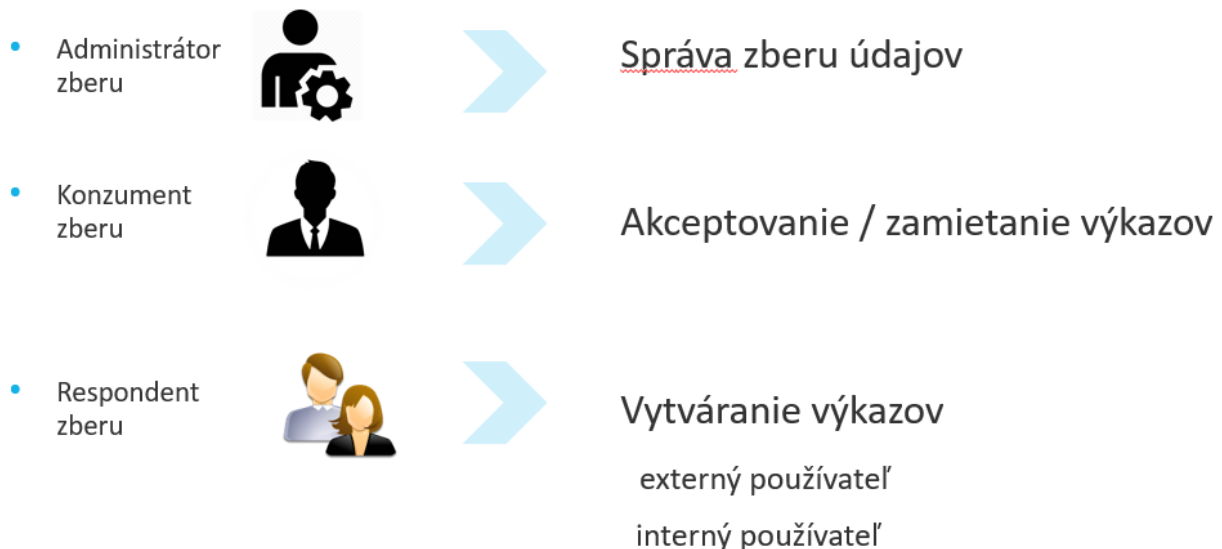 Administrátor
zberu
Správa zberu údajov
Konzument
zberu
Akceptovanie / zamietanie výkazov
Respondent
zberu
Vytváranie výkazov
externý používateľ
interný používateľ